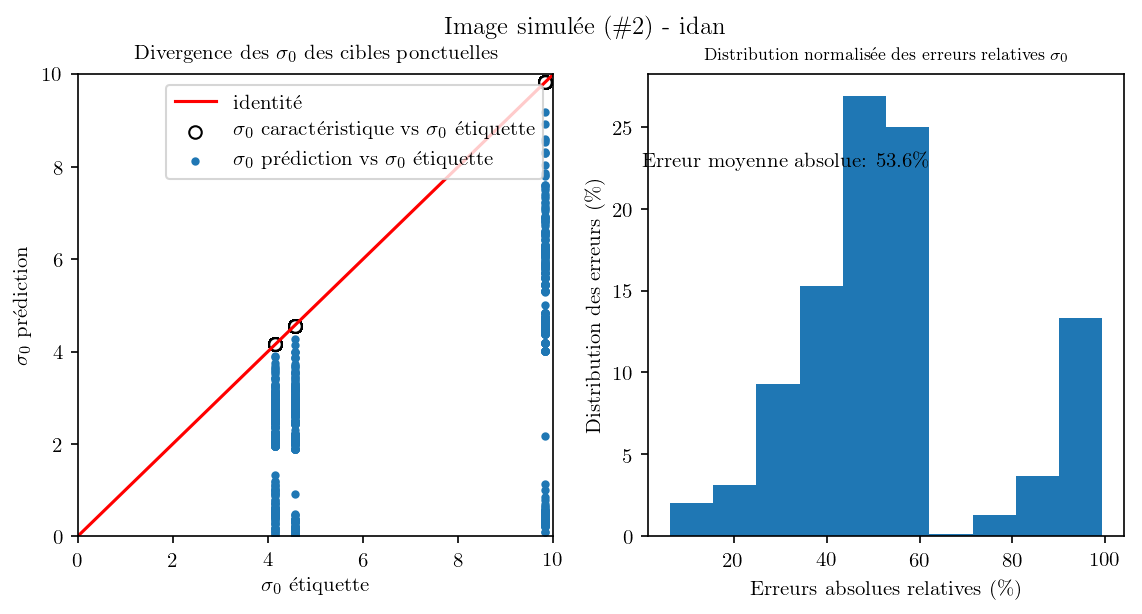 Image simulée (#2) - idan
Divergence des σ₀ des cibles ponctuelles
identité
σ₀ caractéristique vs σ₀ étiquette
σ₀ prédiction vs σ₀ étiquette
10
8
6
4
2
0
σ₀ prédiction
0 2 4 6 8 10
σ₀ étiquette
Distribution normalisée des erreurs relatives σ₀
Erreur moyenne absolue: 53.6%
25
20
15
10
5
0
Distribution des erreurs (%)
20 40 60 80 100
Erreurs absolues relatives (%)